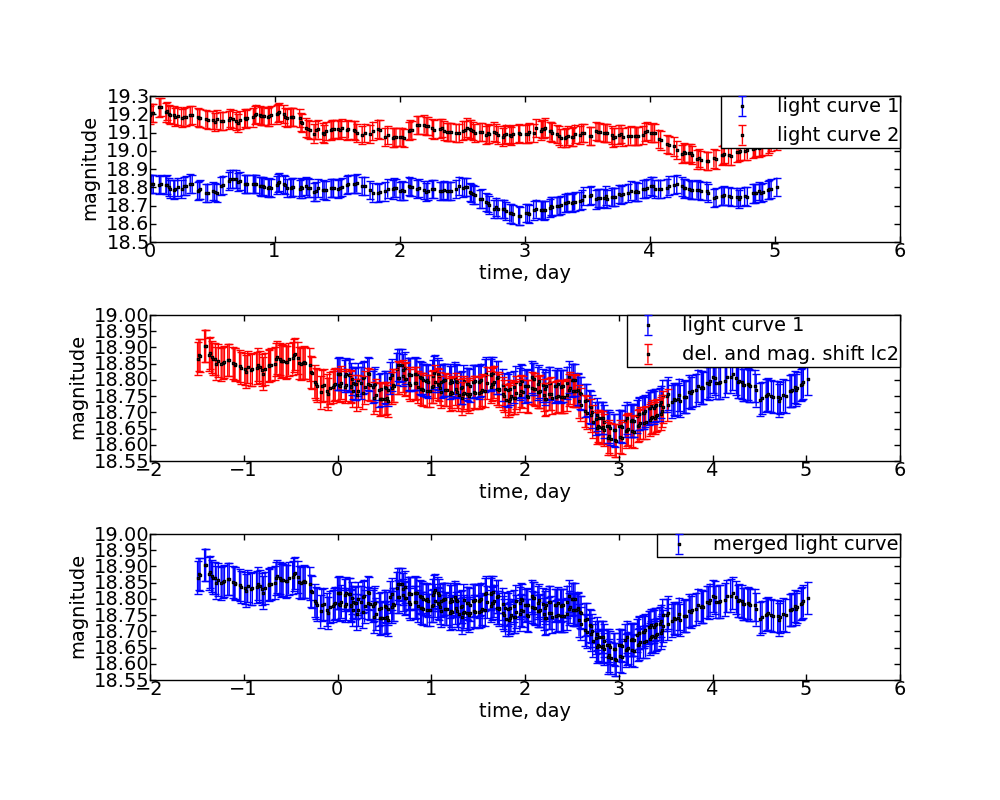 19.3
19.2
19.1
19.0
18.9
18.8
18.7
18.6
18.5
magnitude
light curve 1
light curve 2
0 1 2 3 4 5 6
time, day
19.00
18.95
18.90
18.85
18.80
18.75
18.70
18.65
18.60
18.55
magnitude
light curve 1
del. and mag. shift lc2
−2 −1 0 1 2 3 4 5 6
time, day
19.00
18.95
18.90
18.85
18.80
18.75
18.70
18.65
18.60
18.55
magnitude
merged light curve
−2 −1 0 1 2 3 4 5 6
time, day